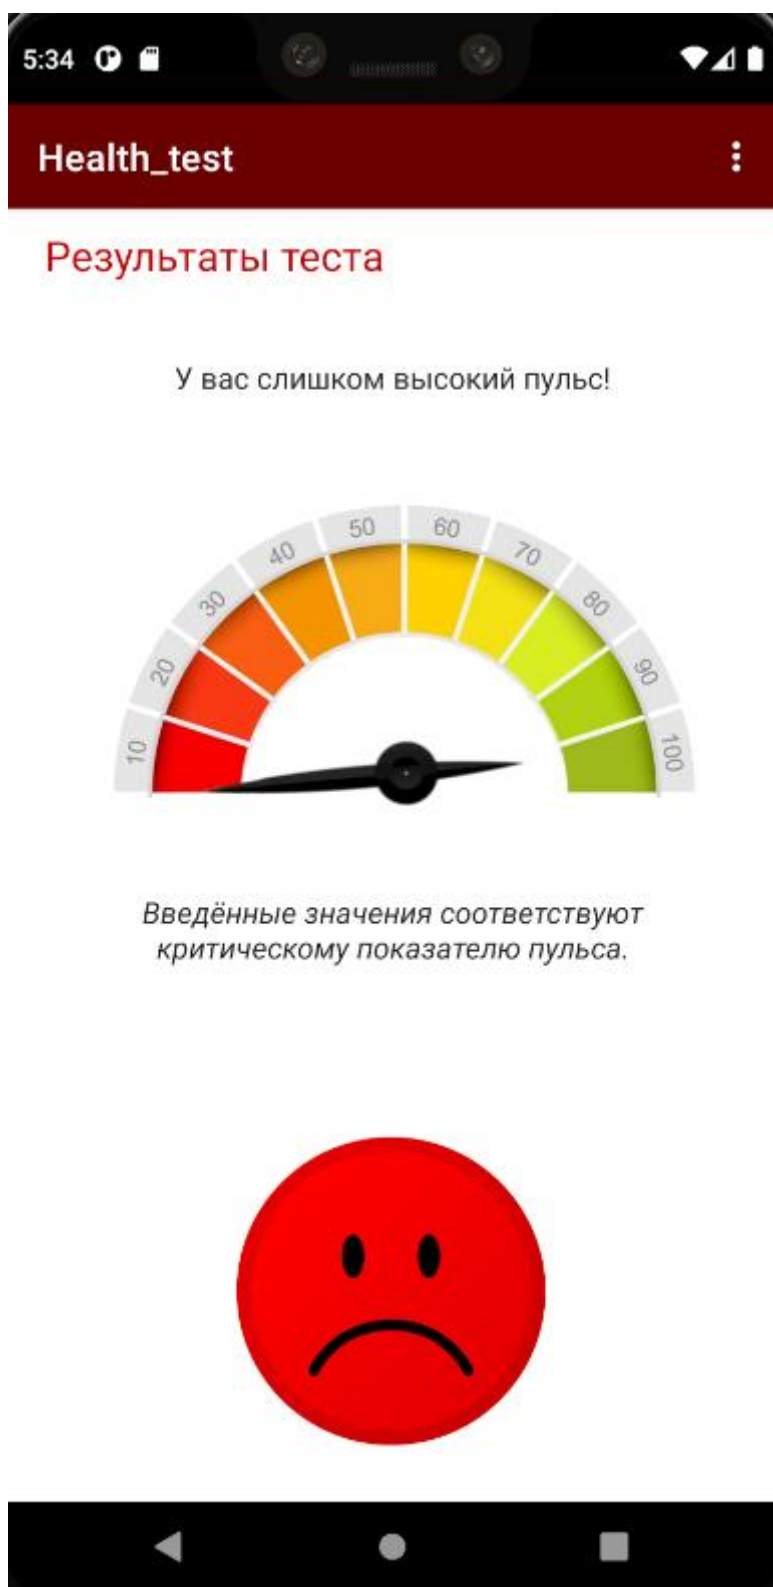 5:34
Health_test
Результаты теста
У вас слишком высокий пульс!
10
20
30
40
50
60
70
80
90
100
Введённые значения соответствуют
критическому показателю пульса.